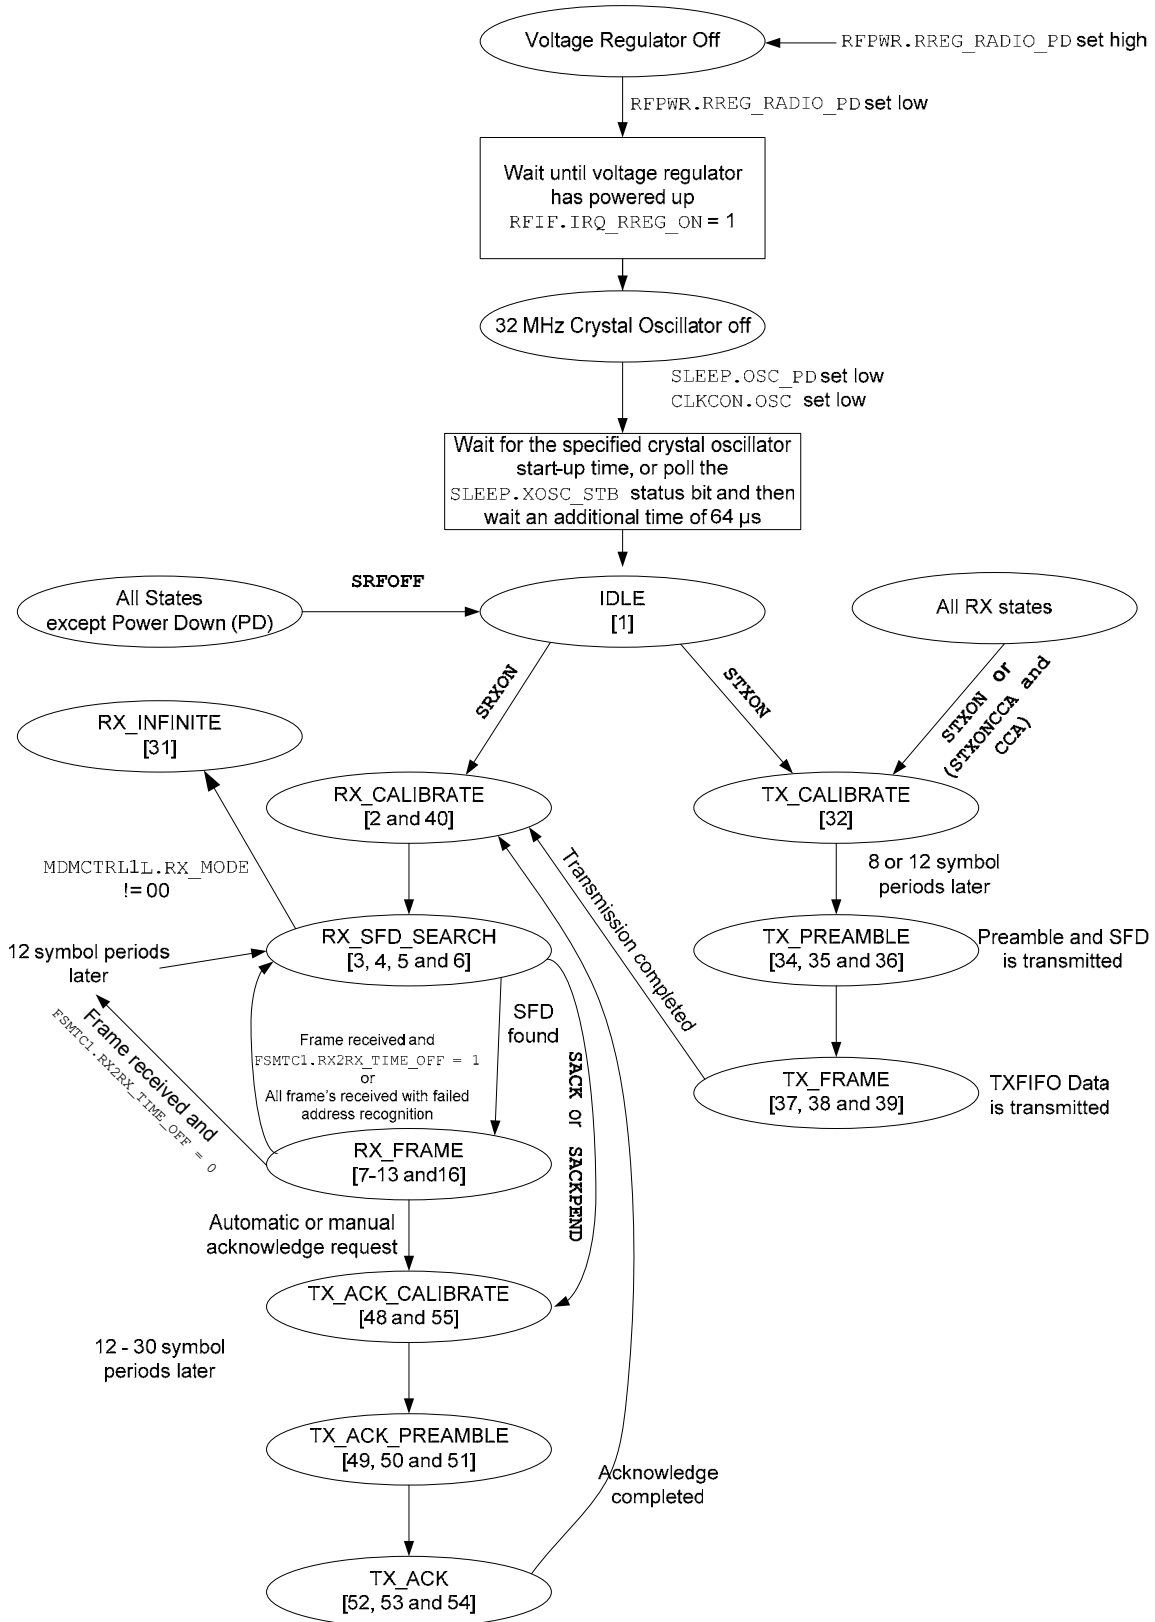 Voltage Regulator Off
RFPWR.RREG_RADIO_PD set high
RFPWR.RREG_RADIO_PD set low
Wait until voltage regulator
has powered up
RFIF.IRQ_RREG_ON = 1
32 MHz Crystal Oscillator off
SLEEP.OSC_PD set low
CLKCON.OSC set low
Wait for the specified crystal oscillator
start-up time, or poll the
SLEEP.XOSC_STB status bit and then
wait an additional time of 64 µs
All States
except Power Down (PD)
SRFOFF
IDLE
[1]
All RX states
SRXON
STXON
STXON or
(STXONCCA and
CCA)
RX_INFINITE
[31]
RX_CALIBRATE
[2 and 40]
TX_CALIBRATE
[32]
MDMCTRL1L.RX_MODE
!= 00
8 or 12 symbol
periods later
Transmission completed
12 symbol periods
later
RX_SFD_SEARCH
[3, 4, 5 and 6]
TX_PREAMBLE
[34, 35 and 36]
Preamble and SFD
is transmitted
SFD
found
Frame received and
FSMTC1.RX2RX_TIME_OFF = 1
or
All frame's received with failed
address recognition
Frame received and
FSMTC1.RX2RX_TIME_OFF = 0
SACK or SACKPEND
TX_FRAME
[37, 38 and 39]
TXFIFO Data
is transmitted
RX_FRAME
[7-13 and16]
Automatic or manual
acknowledge request
TX_ACK_CALIBRATE
[48 and 55]
12 - 30 symbol
periods later
TX_ACK_PREAMBLE
[49, 50 and 51]
Acknowledge
completed
TX_ACK
[52, 53 and 54]